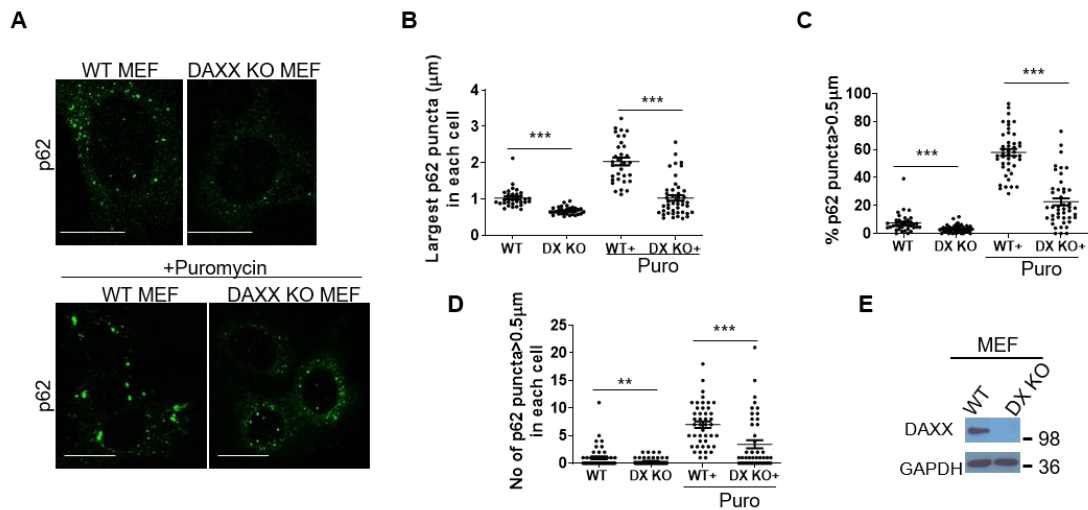 A
WT MEF DAXX KO MEF
p62
+Puromycin
WT MEF DAXX KO MEF
p62
B
Largest p62 puncta (μm)
in each cell
4
3
2
1
0
***
***
WT DX KO WT+ DX KO+
Puro
C
% p62 puncta>0.5μm
100
80
60
40
20
0
***
***
WT DX KO WT+ DX KO+
Puro
D
No of p62 puncta>0.5μm
in each cell
25
20
15
10
5
0
**
***
WT DX KO WT+ DX KO+
Puro
E
MEF
WT DX KO
DAXX 98
GAPDH 36